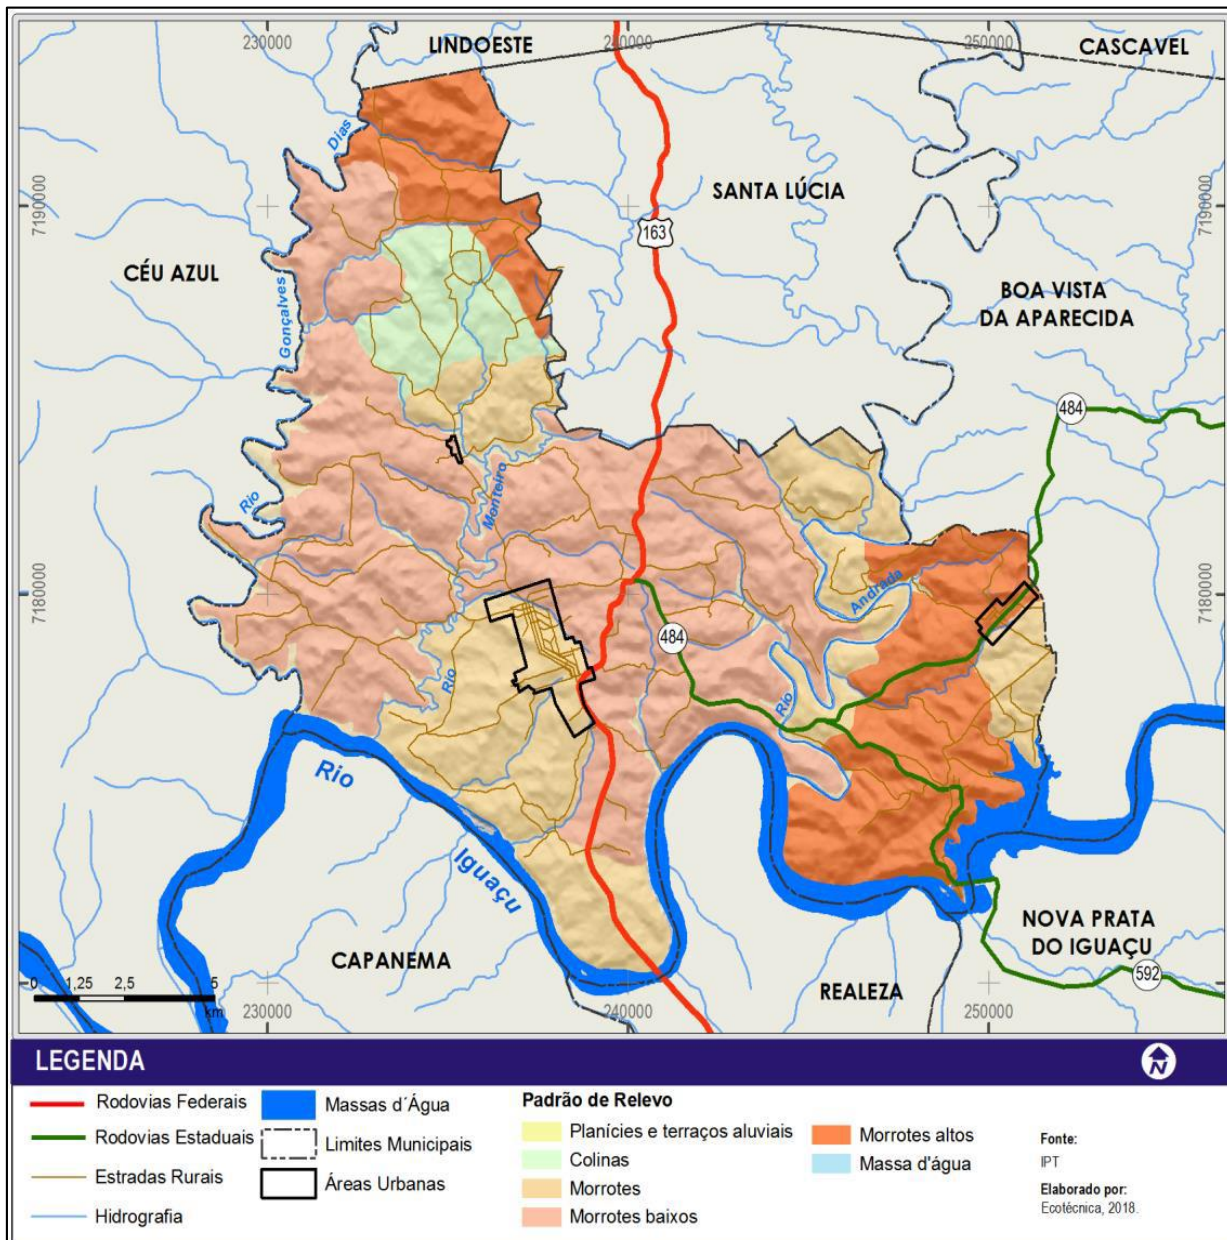 230000
240000
250000
LINDOESTE
CASCAVEL
Dias
7190000
7190000
SANTA LÚCIA
163
CÉU AZUL
Gonçalves
BOA VISTA
DA APARECIDA
484
Monteiro
Rio
Andrada
7180000
7180000
484
Rio
Rio
Rio
Iguaçu
NOVA PRATA
DO IGUAÇU
CAPANEMA
592
REALEZA
0 1,25 2,5 5
km
230000
240000
250000
LEGENDA
N
Rodovias Federais
Rodovias Estaduais
Estradas Rurais
Hidrografia
Massas d´Água
Limites Municipais
Áreas Urbanas
Padrão de Relevo
Planícies e terraços aluviais
Colinas
Morrotes
Morrotes baixos
Morrotes altos
Massa d'água
Fonte:
IPT
Elaborado por:
Ecotécnica, 2018.